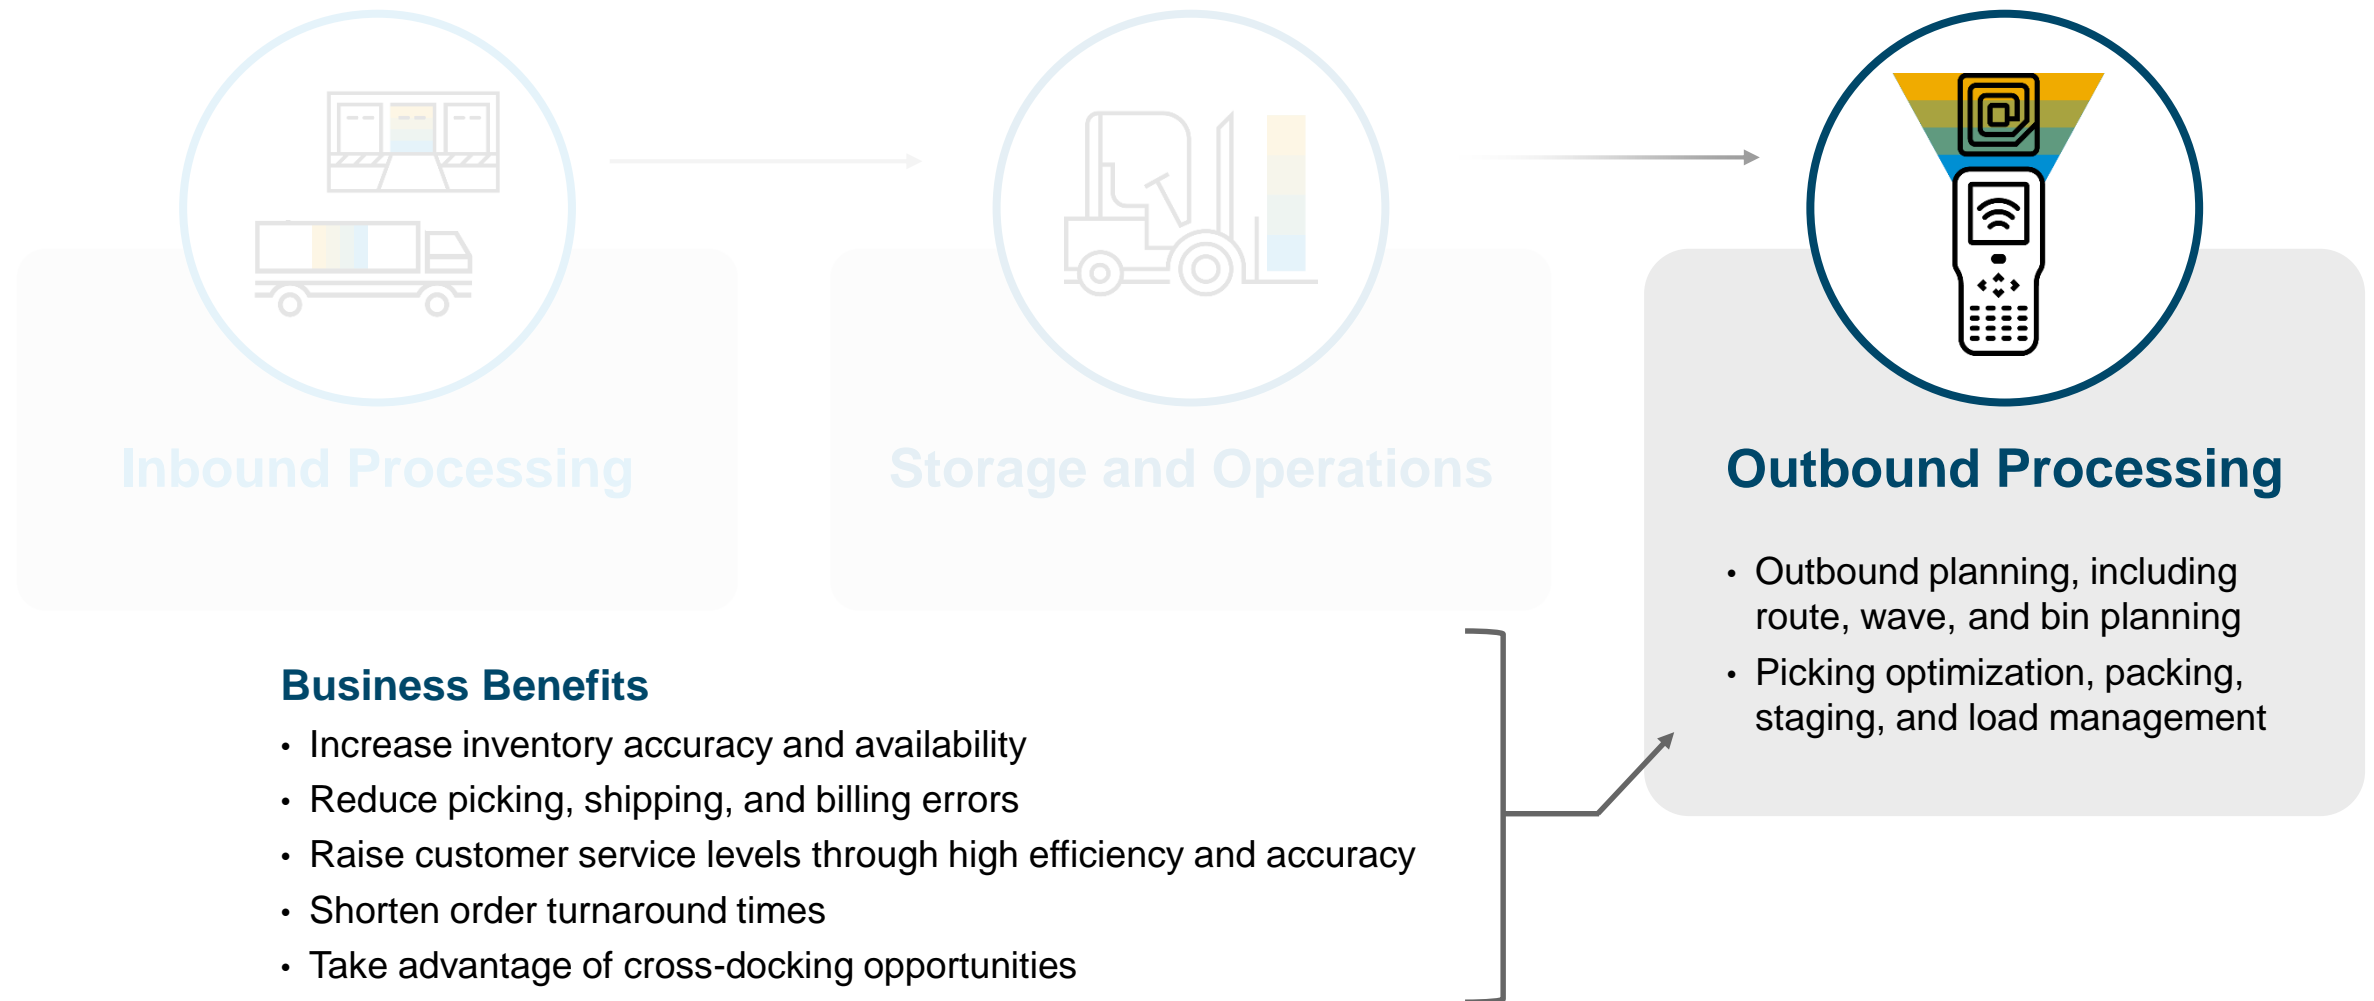 Inbound Processing
Storage and Operations
Outbound Processing
• Outbound planning, including
route, wave, and bin planning
• Picking optimization, packing,
staging, and load management
Business Benefits
• Increase inventory accuracy and availability
• Reduce picking, shipping, and billing errors
• Raise customer service levels through high efficiency and accuracy
• Shorten order turnaround times
• Take advantage of cross-docking opportunities